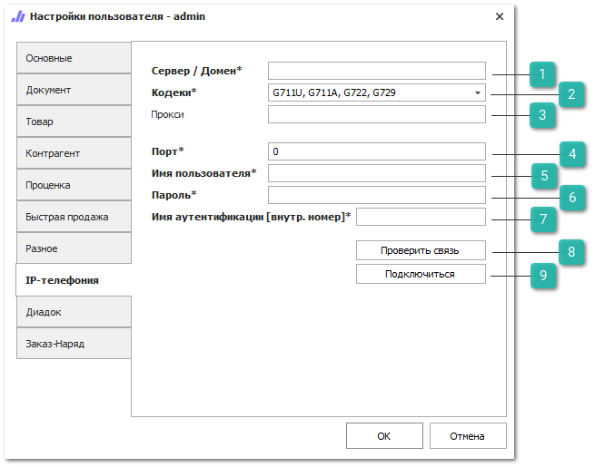 Настройки пользователя - admin
Основные
Документ
Товар
Контрагент
Проценка
Быстрая продажа
Разное
IP-телефония
Диадок
Заказ-Наряд
Сервер / Домен*
1
Кодеки* G711U, G711A, G722, G729
2
Прокси
3
Порт* 0
4
Имя пользователя*
5
Пароль*
6
Имя аутентификации [внутр. номер]*
7
Проверить связь
8
Подключиться
9
ОК Отмена